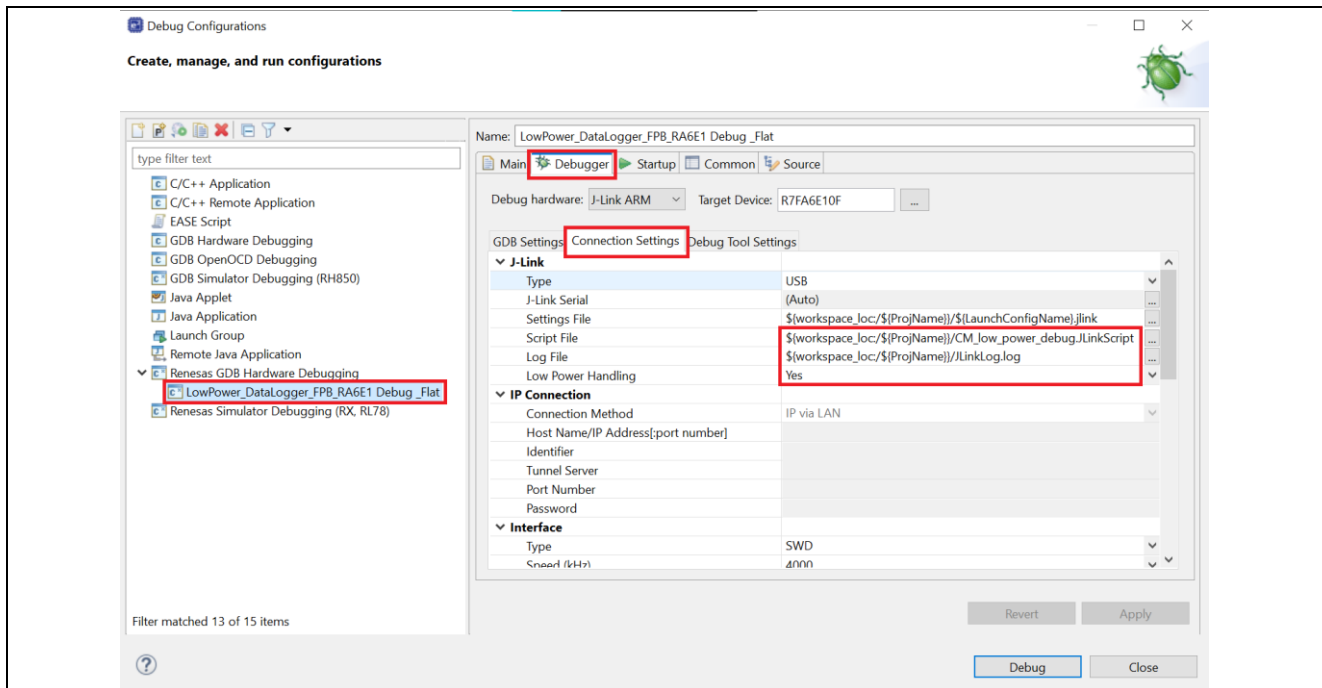 Debug Configurations
Create, manage, and run configurations
type filter text
C/C++ Application
C/C++ Remote Application
EASE Script
GDB Hardware Debugging
GDB OpenOCD Debugging
GDB Simulator Debugging (RH850)
Java Applet
Java Application
Launch Group
Remote Java Application
Renesas GDB Hardware Debugging
LowPower_DataLogger_FPB_RA6E1 Debug _Flat
Renesas Simulator Debugging (RX, RL78)
Filter matched 13 of 15 items
Name: LowPower_DataLogger_FPB_RA6E1 Debug _Flat
Main Debugger Startup Common Source
Debug hardware: J-Link ARM Target Device: R7FA6E10F ...
GDB Settings Connection Settings Debug Tool Settings
J-Link
Type USB
J-Link Serial (Auto) ...
Settings File ${workspace_loc:/${ProjName}}/${LaunchConfigName}.jlink ...
Script File ${workspace_loc:/${ProjName}}/CM_low_power_debug.JLinkScript ...
Log File ${workspace_loc:/${ProjName}}/JLinkLog.log ...
Low Power Handling Yes
IP Connection
Connection Method IP via LAN
Host Name/IP Address[:port number]
Identifier
Tunnel Server
Port Number
Password
Interface
Type SWD
Speed (kHz) 4000
Revert Apply
Debug Close